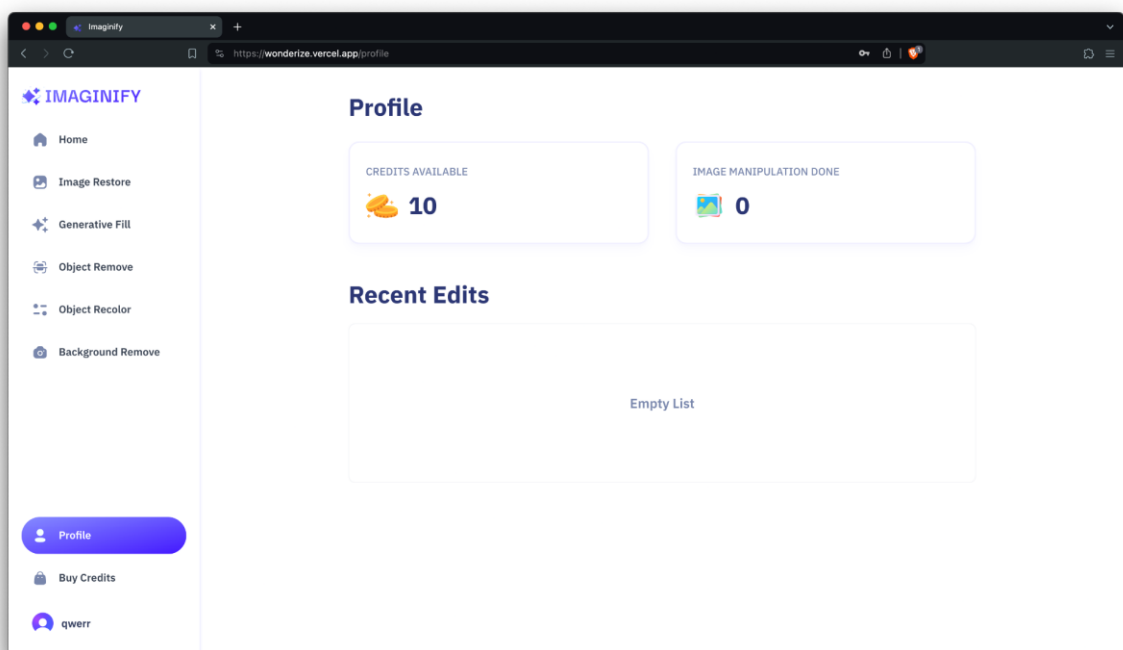 Imaginify
https://wonderize.vercel.app/profile
1
IMAGINIFY
Home
Image Restore
Generative Fill
Object Remove
Object Recolor
Background Remove
Profile
Buy Credits
qwerr
Profile
CREDITS AVAILABLE
10
IMAGE MANIPULATION DONE
0
Recent Edits
Empty List